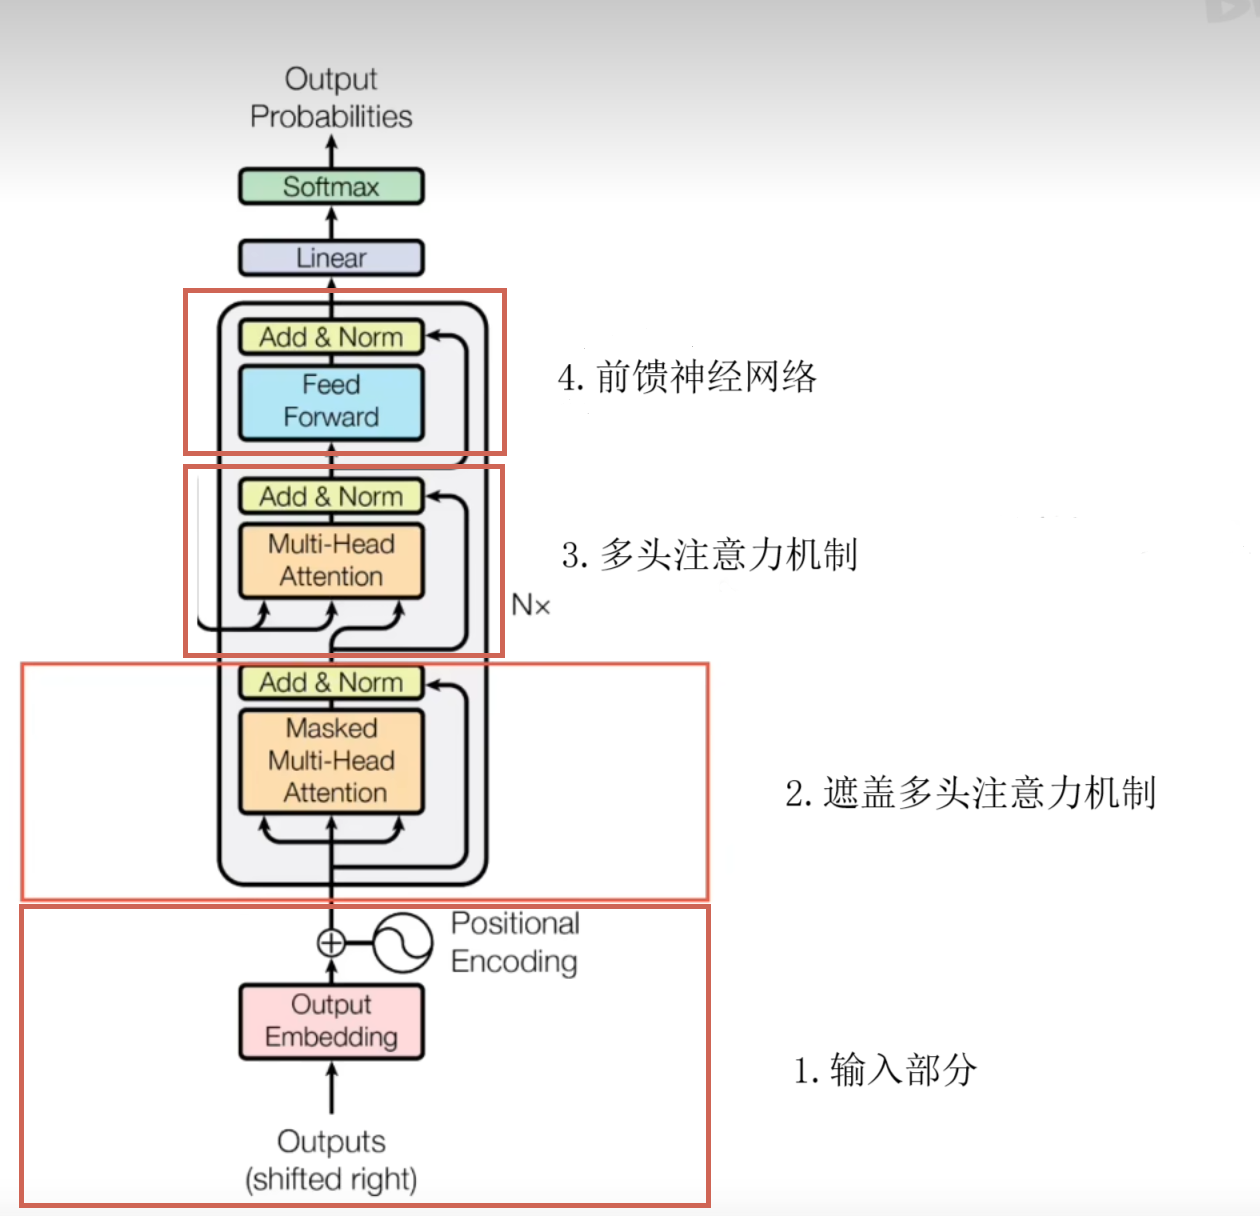 Output
Probabilities
Softmax
Linear
Add & Norm
Feed
Forward
4.前馈神经网络
Add & Norm
Multi-Head
Attention
3.多头注意力机制
N×
Add & Norm
Masked
Multi-Head
Attention
2.遮盖多头注意力机制
Positional
Encoding
Output
Embedding
1.输入部分
Outputs
(shifted right)